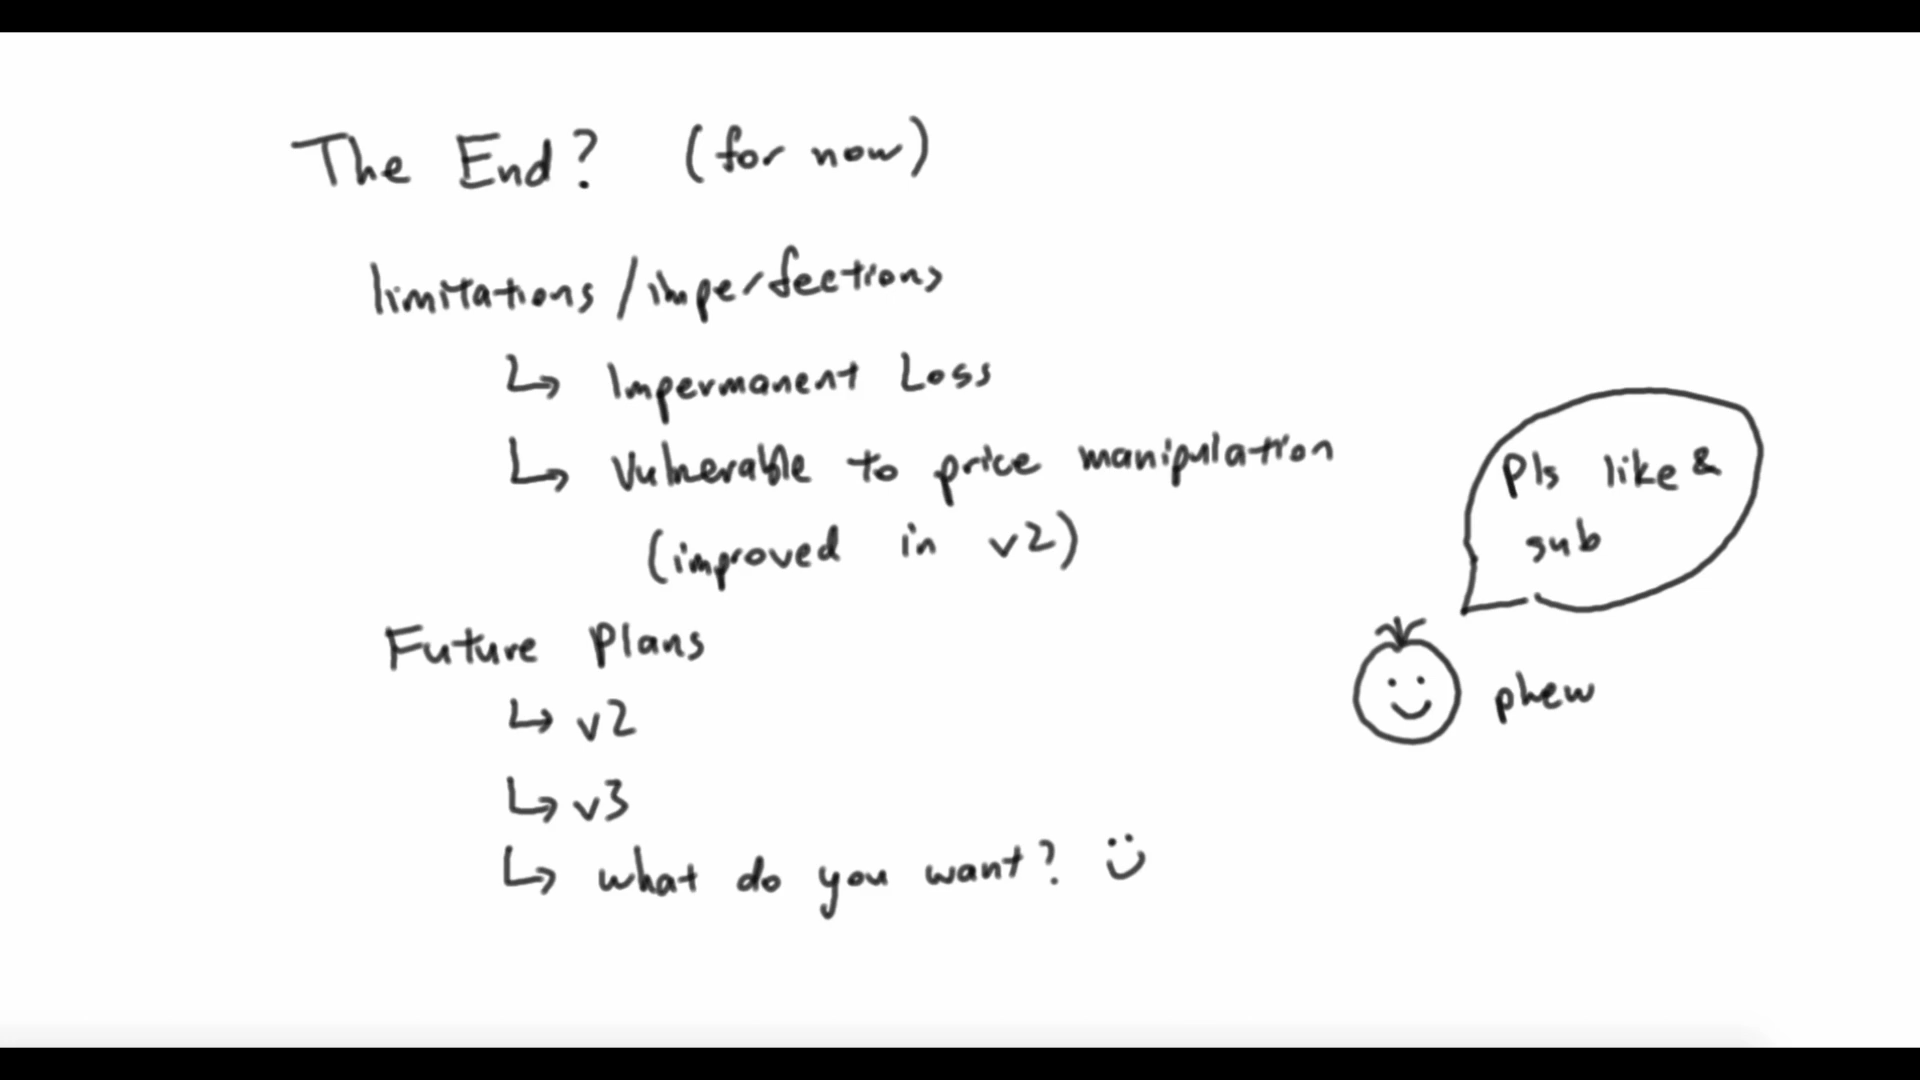 The End? (for now)
limitations/imperfections
↳ Impermanent Loss
↳ Vulnerable to price manipulation
(improved in v2)
Future Plans
↳ v2
↳ v3
↳ what do you want? :)
Pls like &
sub
phew